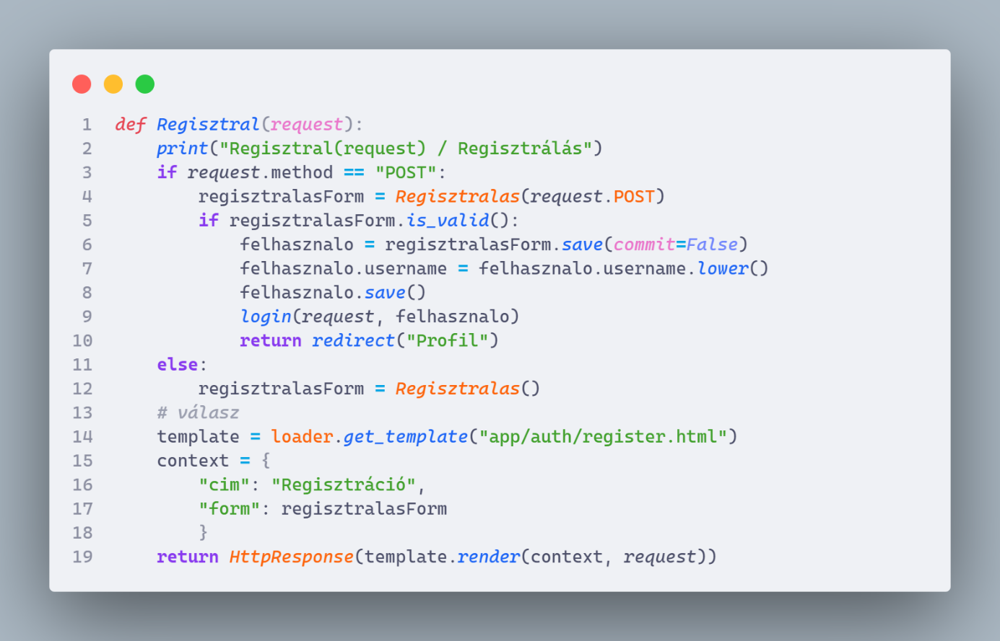 1 def Regisztral(request):
2     print("Regisztral(request) / Regisztrálás")
3     if request.method == "POST":
4         regisztralasForm = Regisztralas(request.POST)
5         if regisztralasForm.is_valid():
6             felhasznalo = regisztralasForm.save(commit=False)
7             felhasznalo.username = felhasznalo.username.lower()
8             felhasznalo.save()
9             login(request, felhasznalo)
10             return redirect("Profil")
11     else:
12         regisztralasForm = Regisztralas()
13     # válasz
14     template = loader.get_template("app/auth/register.html")
15     context = {
16         "cim": "Regisztráció",
17         "form": regisztralasForm
18         }
19     return HttpResponse(template.render(context, request))